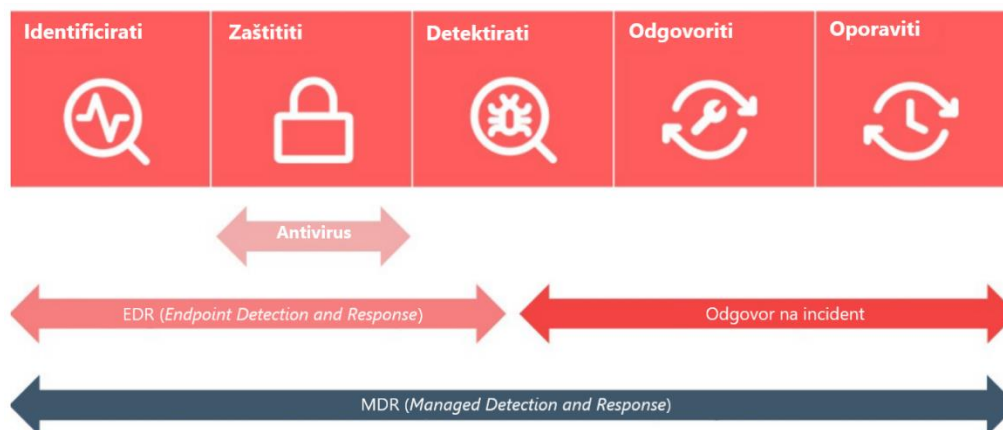 Identificirati
Zaštititi
Detektirati
Odgovoriti
Oporaviti
Antivirus
EDR (Endpoint Detection and Response)
Odgovor na incident
MDR (Managed Detection and Response)